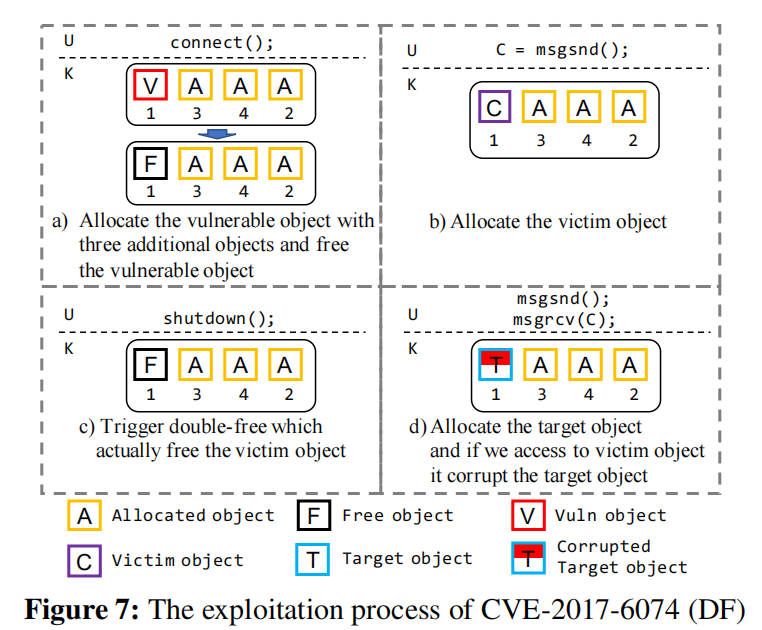 U connect();
K
V A A A
1 3 4 2
F A A A
1 3 4 2
a) Allocate the vulnerable object with
three additional objects and free
the vulnerable object
U C = msgsnd();
K
C A A A
1 3 4 2
b) Allocate the victim object
U shutdown();
K
F A A A
1 3 4 2
c) Trigger double-free which
actually free the victim object
msgsnd();
U msgrcv(C);
K
T A A A
1 3 4 2
d) Allocate the target object
and if we access to victim object
it corrupt the target object
A Allocated object F Free object V Vuln object
C Victim object T Target object T Corrupted
Target object
Figure 7: The exploitation process of CVE-2017-6074 (DF)